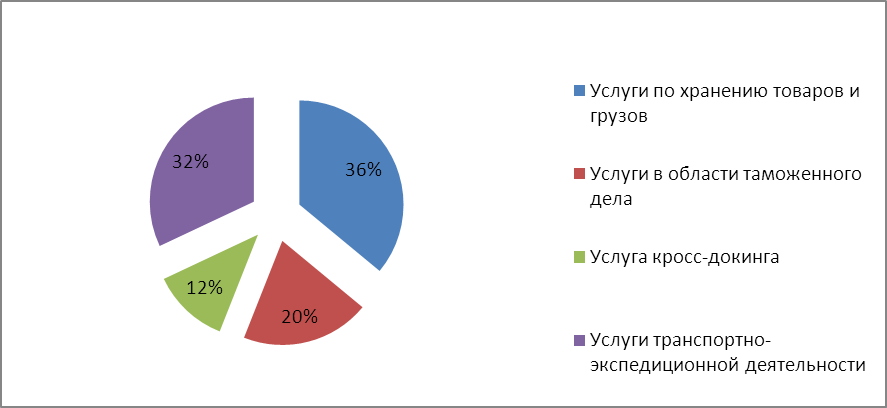 32%
36%
12%
20%
Услуги по хранению товаров и
грузов
Услуги в области таможенного
дела
Услуга кросс-докинга
Услуги транспортно-
экспедиционной деятельности